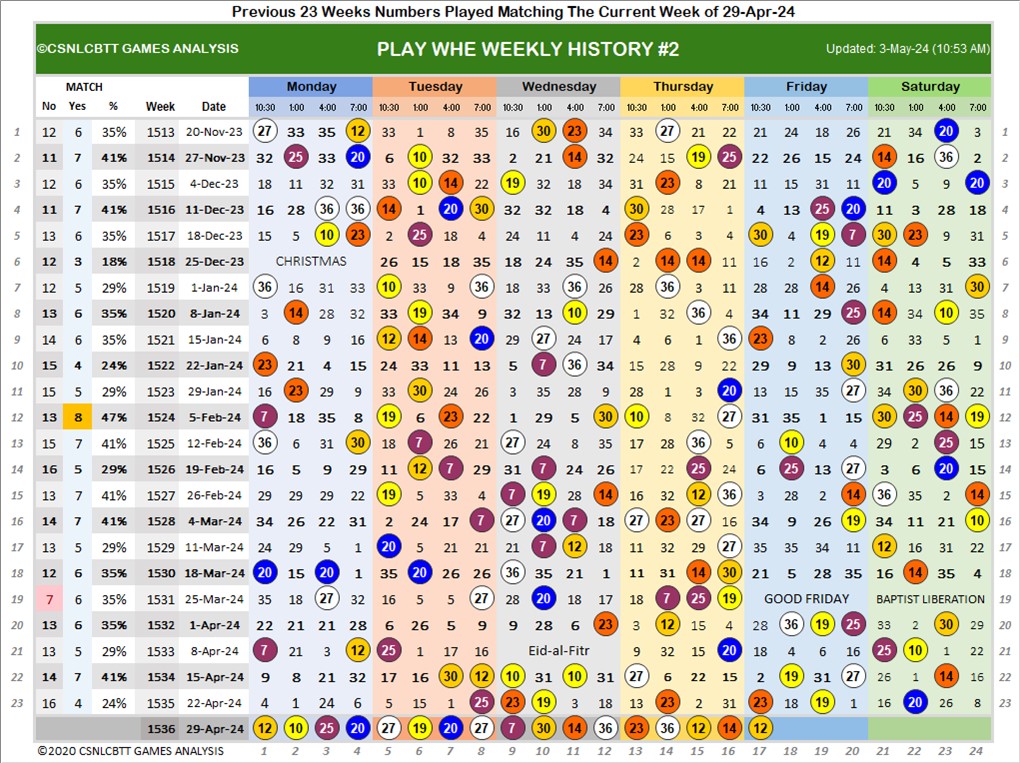 Previous 23 Weeks Numbers Played Matching The Current Week of 29-Apr-24
©CSNLCBTT GAMES ANALYSIS PLAY WHE WEEKLY HISTORY #2 Updated: 3-May-24 (10:53 AM)
MATCH Monday Tuesday Wednesday Thursday Friday Saturday
No Yes % Week Date 10:30 1:00 4:00 7:00 10:30 1:00 4:00 7:00 10:30 1:00 4:00 7:00 10:30 1:00 4:00 7:00 10:30 1:00 4:00 7:00 10:30 1:00 4:00 7:00
1 12 6 35% 1513 20-Nov-23 27 33 35 12 33 1 8 35 16 30 23 34 33 27 21 22 21 24 18 26 21 34 20 3 1
2 11 7 41% 1514 27-Nov-23 32 25 33 20 6 10 32 33 2 21 14 32 24 15 19 25 22 26 15 24 14 16 36 2 2
3 12 6 35% 1515 4-Dec-23 18 11 32 31 33 10 14 22 19 32 18 34 31 23 8 21 11 15 31 11 20 5 9 20 3
4 11 7 41% 1516 11-Dec-23 16 28 36 36 14 1 20 30 32 32 18 4 30 28 17 1 4 13 25 20 11 3 28 18 4
5 13 6 35% 1517 18-Dec-23 15 5 10 23 2 25 18 4 24 11 4 24 23 6 3 4 30 4 19 7 30 23 9 31 5
6 12 3 18% 1518 25-Dec-23 CHRISTMAS 26 15 18 35 18 24 35 14 2 14 14 11 16 2 12 11 14 4 5 33 6
7 12 5 29% 1519 1-Jan-24 36 16 31 33 10 33 9 36 18 33 36 26 28 36 3 11 28 28 14 26 4 13 31 30 7
8 13 6 35% 1520 8-Jan-24 3 14 28 32 33 19 34 9 32 13 10 29 1 32 36 4 34 11 29 25 14 34 10 8 8
9 14 6 35% 1521 15-Jan-24 6 8 9 16 12 14 13 20 29 27 24 17 4 6 1 36 23 8 2 26 6 33 5 1 9
10 15 4 24% 1522 22-Jan-24 23 21 4 15 24 33 11 13 5 7 36 34 15 28 9 22 29 9 13 30 31 26 26 9 10
11 15 5 29% 1523 29-Jan-24 16 23 29 9 33 30 24 26 3 35 28 9 28 1 3 20 13 15 35 27 34 30 36 22 11
12 13 8 47% 1524 5-Feb-24 7 18 35 8 19 6 23 22 1 29 5 30 10 8 32 27 31 35 1 15 30 25 14 19 12
13 15 7 41% 1525 12-Feb-24 36 6 31 30 18 7 26 21 27 24 8 35 17 28 36 5 6 10 4 4 29 2 25 15 13
14 16 5 29% 1526 19-Feb-24 16 5 9 29 11 12 7 29 31 7 24 26 17 22 25 24 6 25 13 27 3 6 20 15 14
15 13 7 41% 1527 26-Feb-24 29 29 29 22 19 5 33 4 7 19 28 14 16 32 12 36 3 28 2 14 36 35 2 14 15
16 14 7 41% 1528 4-Mar-24 34 26 22 31 2 24 17 7 27 20 7 18 27 23 27 16 34 9 26 19 34 11 21 10 16
17 13 5 29% 1529 11-Mar-24 24 29 5 1 20 5 21 21 21 7 12 18 11 32 29 27 35 35 34 11 12 16 31 22 17
18 12 6 35% 1530 18-Mar-24 20 15 20 1 35 20 26 26 36 35 21 1 11 31 14 30 21 5 28 35 16 14 35 4 18
19 7 6 35% 1531 25-Mar-24 35 18 27 32 16 5 5 27 28 20 18 17 18 7 25 19 GOOD FRIDAY BAPTIST LIBERATION 19
20 13 6 35% 1532 1-Apr-24 22 21 21 28 6 26 5 9 9 28 6 23 3 12 15 4 28 36 19 25 33 2 30 29 20
21 13 5 29% 1533 8-Apr-24 7 21 3 12 25 1 17 16 Eid-al-Fitr 9 32 15 20 18 4 6 16 25 10 1 22 21
22 14 7 41% 1534 15-Apr-24 9 8 21 32 17 16 30 12 10 31 10 31 27 6 22 15 2 19 31 27 26 1 14 16 22
23 16 4 24% 1535 22-Apr-24 4 1 24 6 5 15 1 25 23 19 3 18 13 23 2 31 23 18 19 1 16 20 26 8 23
1536 29-Apr-24 12 10 25 20 27 19 20 27 7 30 14 36 23 36 12 14 12
©2020 CSNLCBTT GAMES ANALYSIS 1 2 3 4 5 6 7 8 9 10 11 12 13 14 15 16 17 18 19 20 21 22 23 24